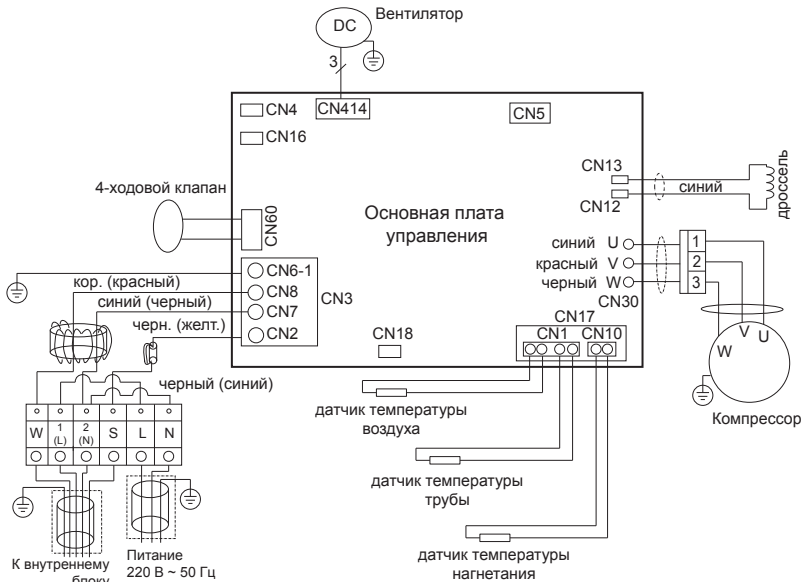 Вентилятор
DC
3
CN4
CN414
CN5
CN16
CN13
синий
дроссель
CN12
4-ходовой клапан
CN60
Основная плата
управления
синий U
красный V
черный W
CN30
1
2
3
CN6-1
CN8
CN7
CN2
CN3
кор. (красный)
синий (черный)
черн. (желт.)
черный (синий)
CN18
CN17
CN1
CN10
W
V
U
Компрессор
датчик температуры
воздуха
датчик температуры
трубы
датчик температуры
нагнетания
W
1
(L)
2
(N)
S
L
N
К внутреннему
блоку
Питание
220 В ~ 50 Гц